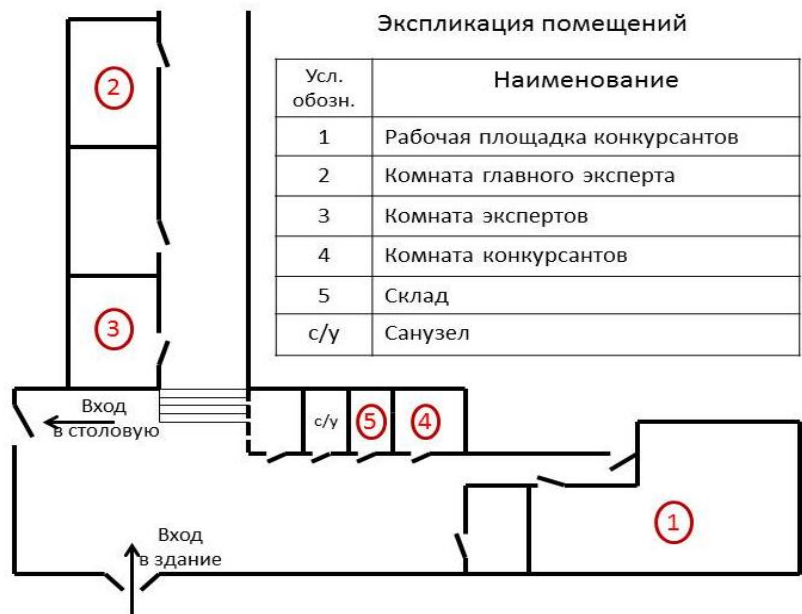 Экспликация помещений
Усл.
обозн.
Наименование
1 Рабочая площадка конкурсантов
2 Комната главного эксперта
3 Комната экспертов
4 Комната конкурсантов
5 Склад
с/у Санузел
2
3
Вход
в столовую
с/у
5
4
1
Вход
в здание